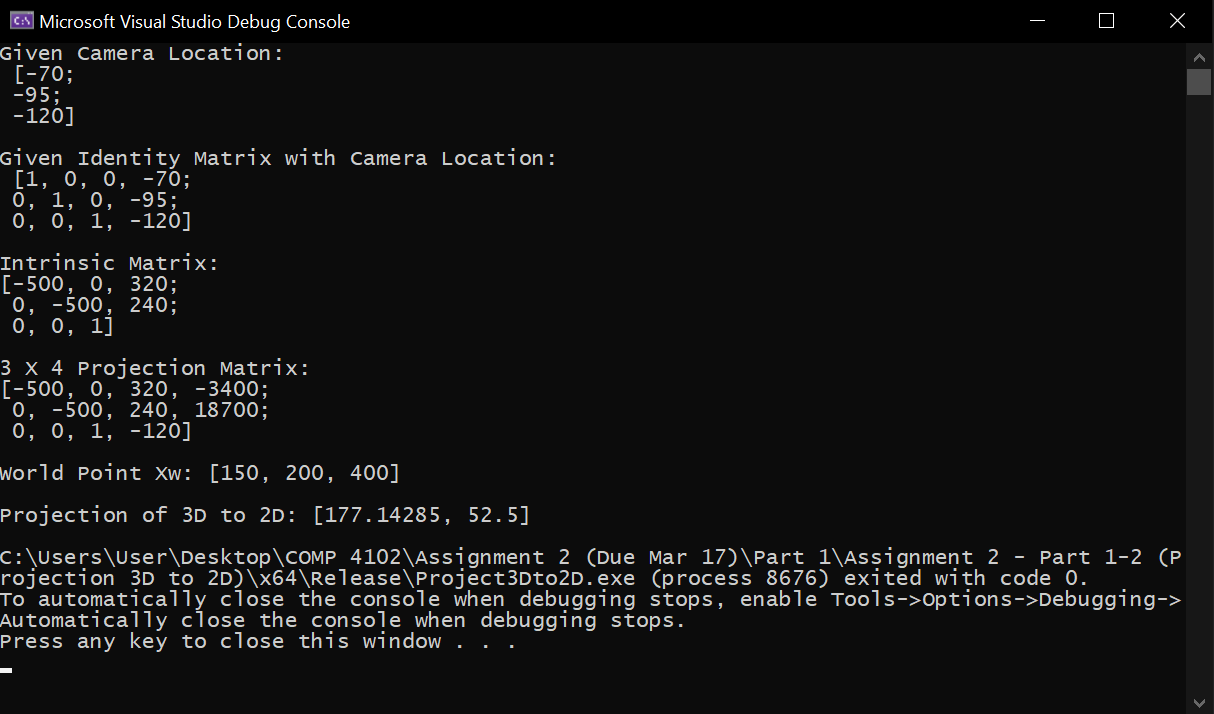 C:\ Microsoft Visual Studio Debug Console
Given Camera Location:
[-70;
-95;
-120]
Given Identity Matrix with Camera Location:
[1, 0, 0, -70;
0, 1, 0, -95;
0, 0, 1, -120]
Intrinsic Matrix:
[-500, 0, 320;
0, -500, 240;
0, 0, 1]
3 X 4 Projection Matrix:
[-500, 0, 320, -3400;
0, -500, 240, 18700;
0, 0, 1, -120]
World Point Xw: [150, 200, 400]
Projection of 3D to 2D: [177.14285, 52.5]
C:\Users\User\Desktop\COMP 4102\Assignment 2 (Due Mar 17)\Part 1\Assignment 2 - Part 1-2 (P
rojection 3D to 2D)\x64\Release\Project3Dto2D.exe (process 8676) exited with code 0.
To automatically close the console when debugging stops, enable Tools->Options->Debugging->
Automatically close the console when debugging stops.
Press any key to close this window . . .